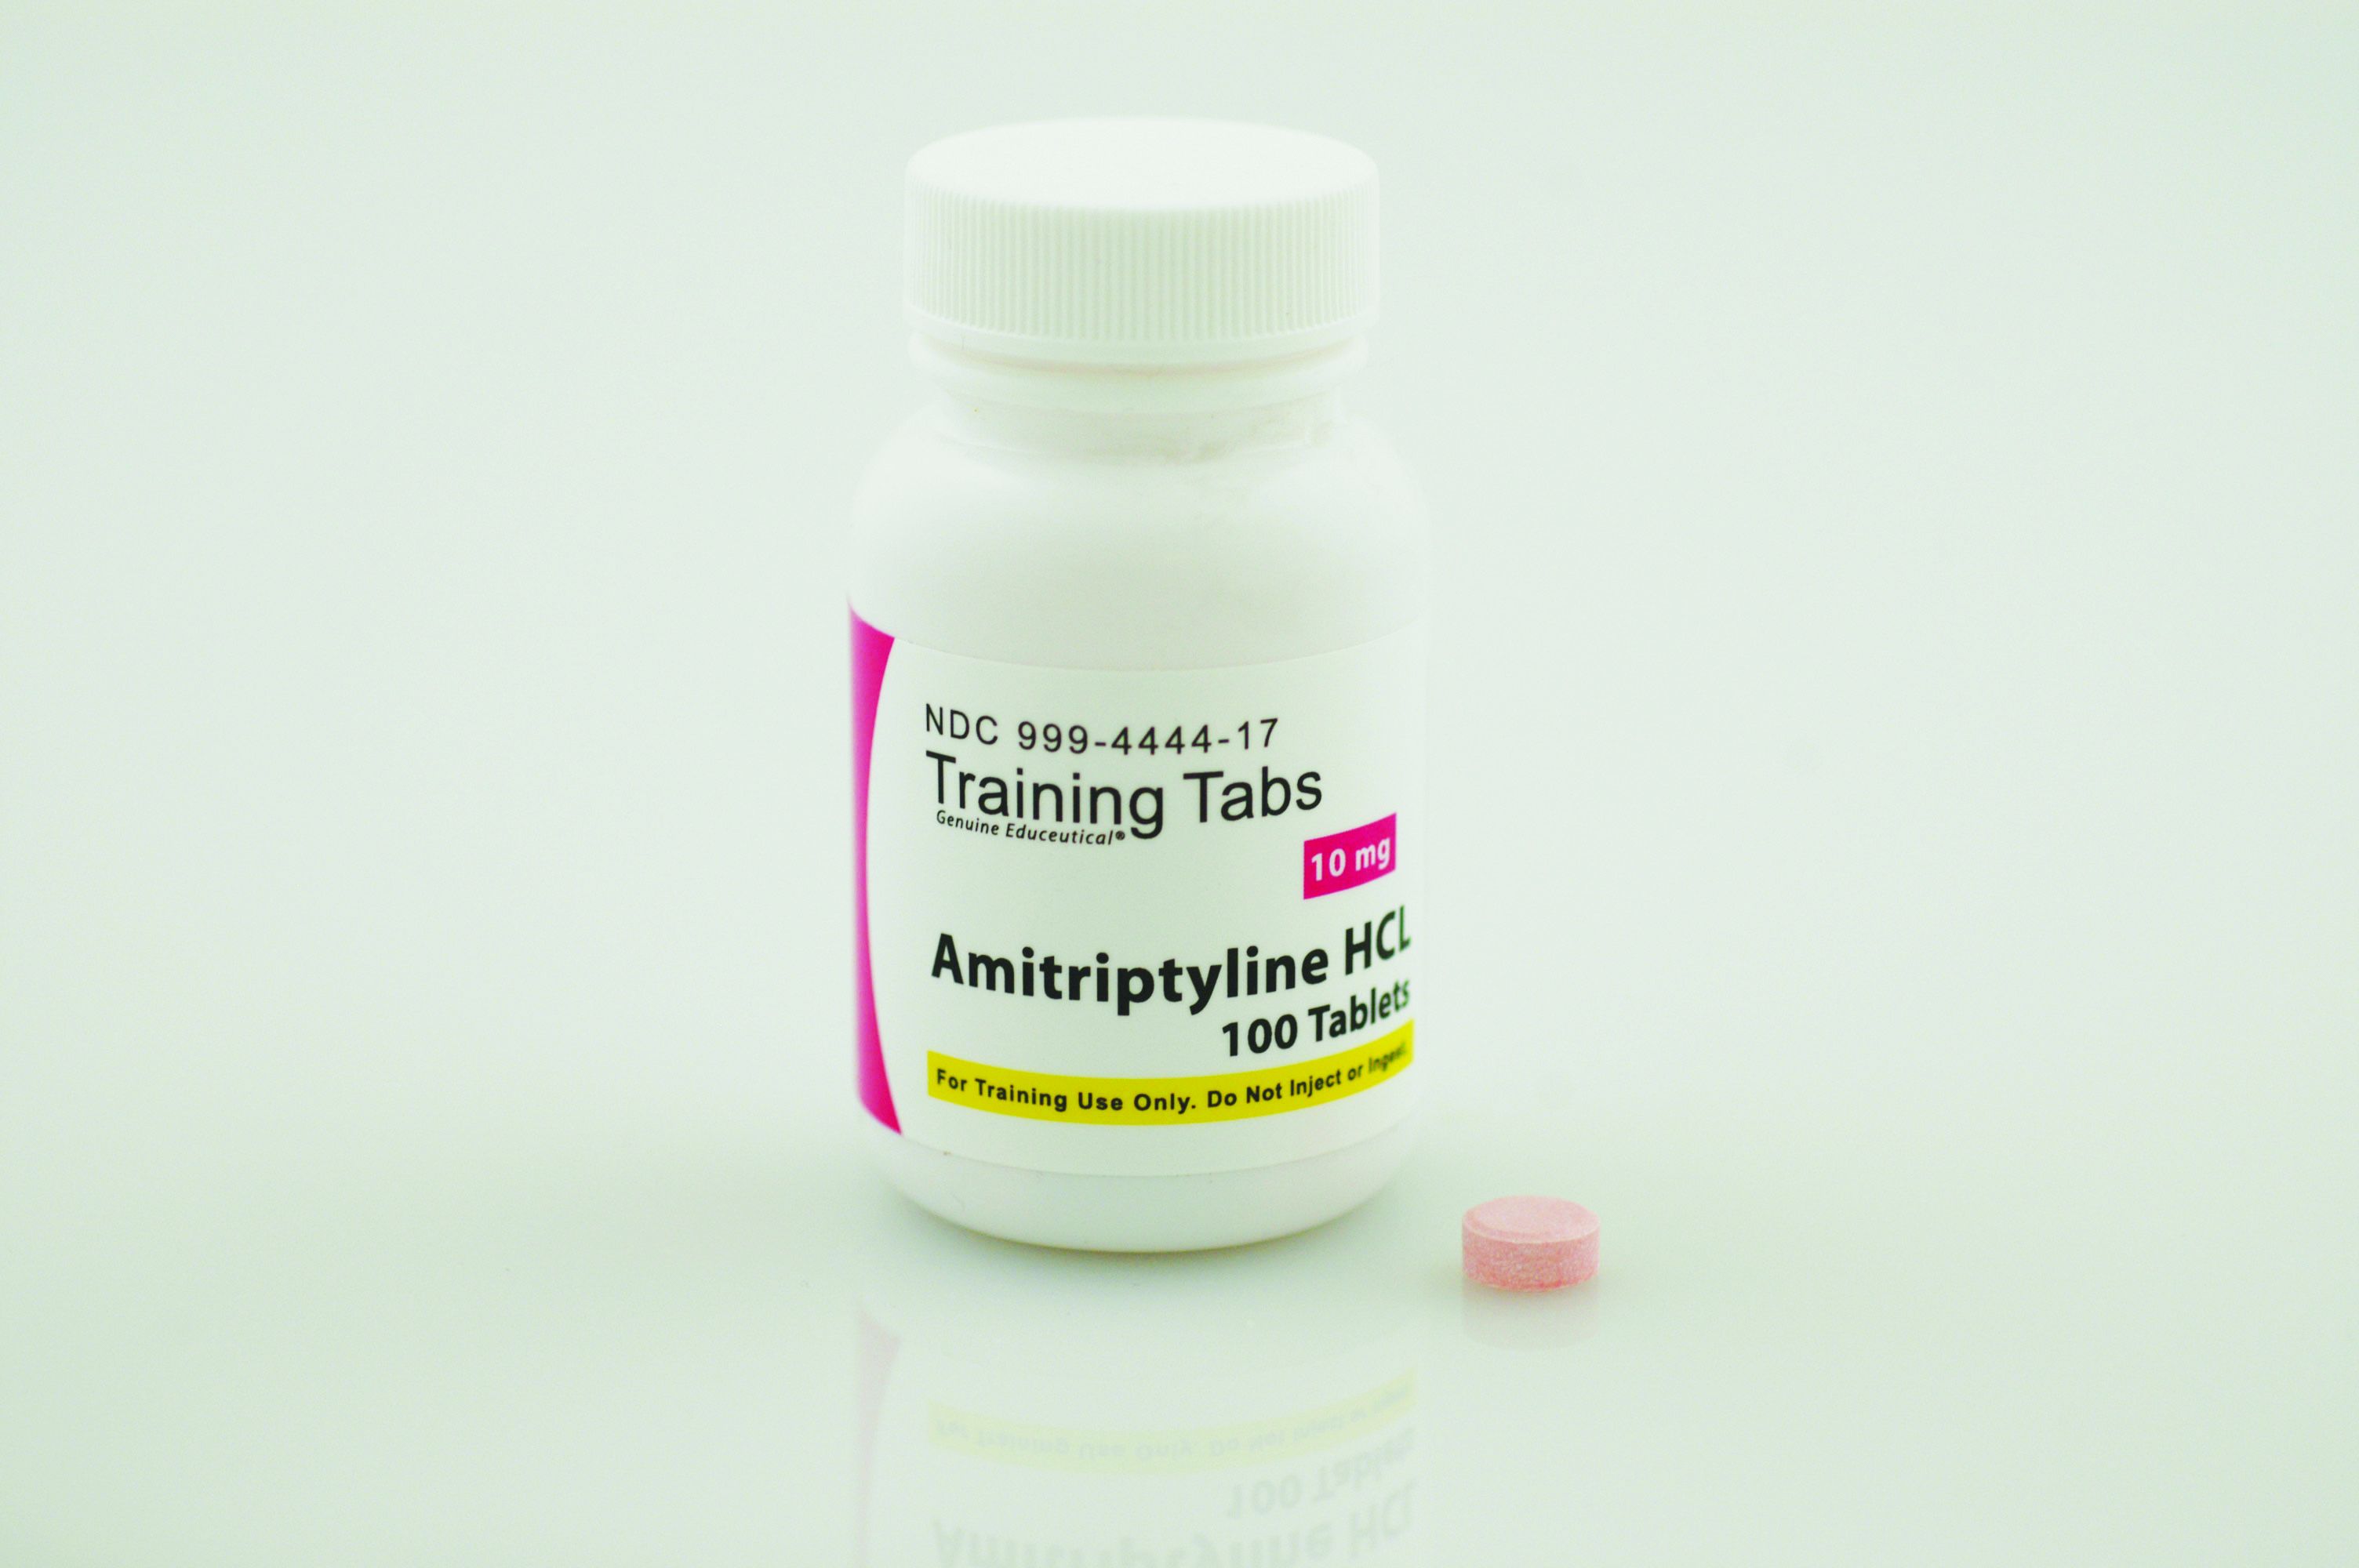 NDC 999-4444-17
Training Tabs
Genuine Educeutical®
10 mg
Amitriptyline HCL
100 Tablets
For Training Use Only. Do Not Inject or Ingest.